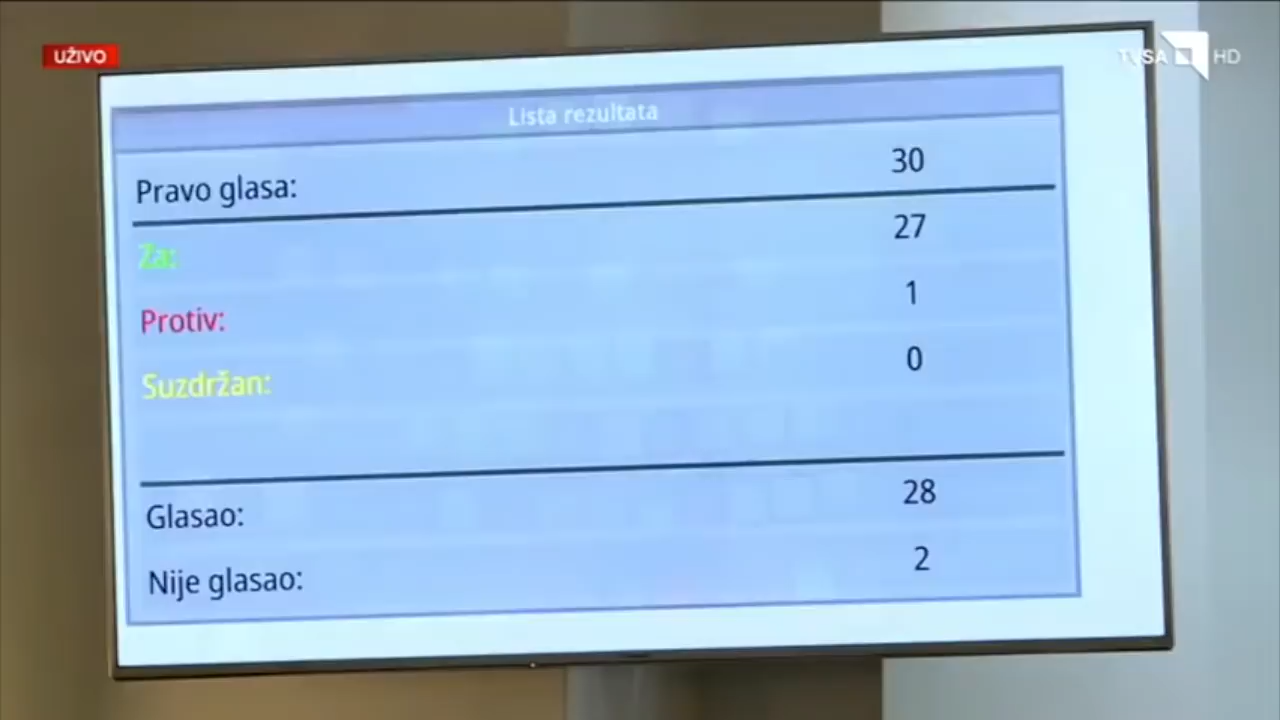 UŽIVO
TVSA HD
Lista rezultata
Pravo glasa: 30
Za: 27
Protiv: 1
Suzdržan: 0
Glasao: 28
Nije glasao: 2